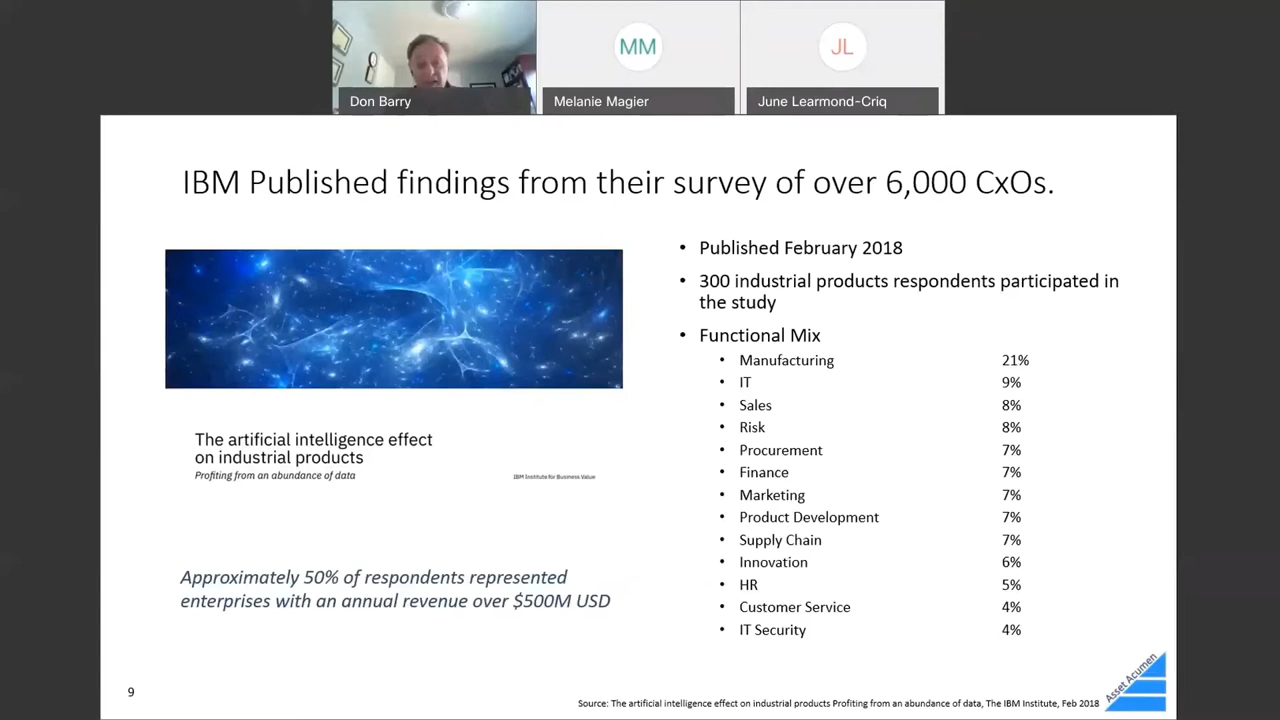 MM
JL
Don Barry
Melanie Magier
June Learmond-Criq
IBM Published findings from their survey of over 6,000 CxOs.
The artificial intelligence effect
on industrial products
Profiting from an abundance of data
IBM Institute for Business Value
Approximately 50% of respondents represented
enterprises with an annual revenue over $500M USD
• Published February 2018
• 300 industrial products respondents participated in
the study
• Functional Mix
• Manufacturing 21%
• IT 9%
• Sales 8%
• Risk 8%
• Procurement 7%
• Finance 7%
• Marketing 7%
• Product Development 7%
• Supply Chain 7%
• Innovation 6%
• HR 5%
• Customer Service 4%
• IT Security 4%
9
Source: The artificial intelligence effect on industrial products Profiting from an abundance of data, The IBM Institute, Feb 2018
Asset Acumen